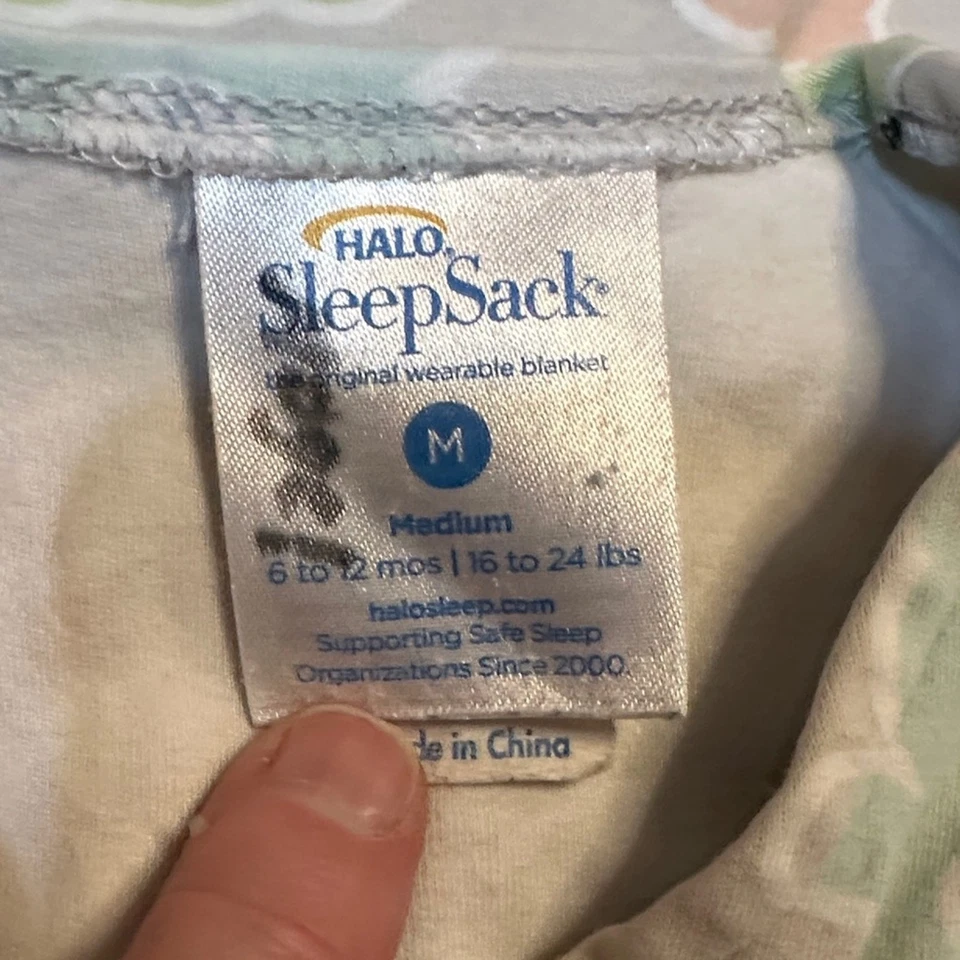 HALO®
SleepSack®
the original wearable blanket
M
Medium
6 to 12 mos | 16 to 24 lbs
halosleep.com
Supporting Safe Sleep
Organizations Since 2000.
de in China